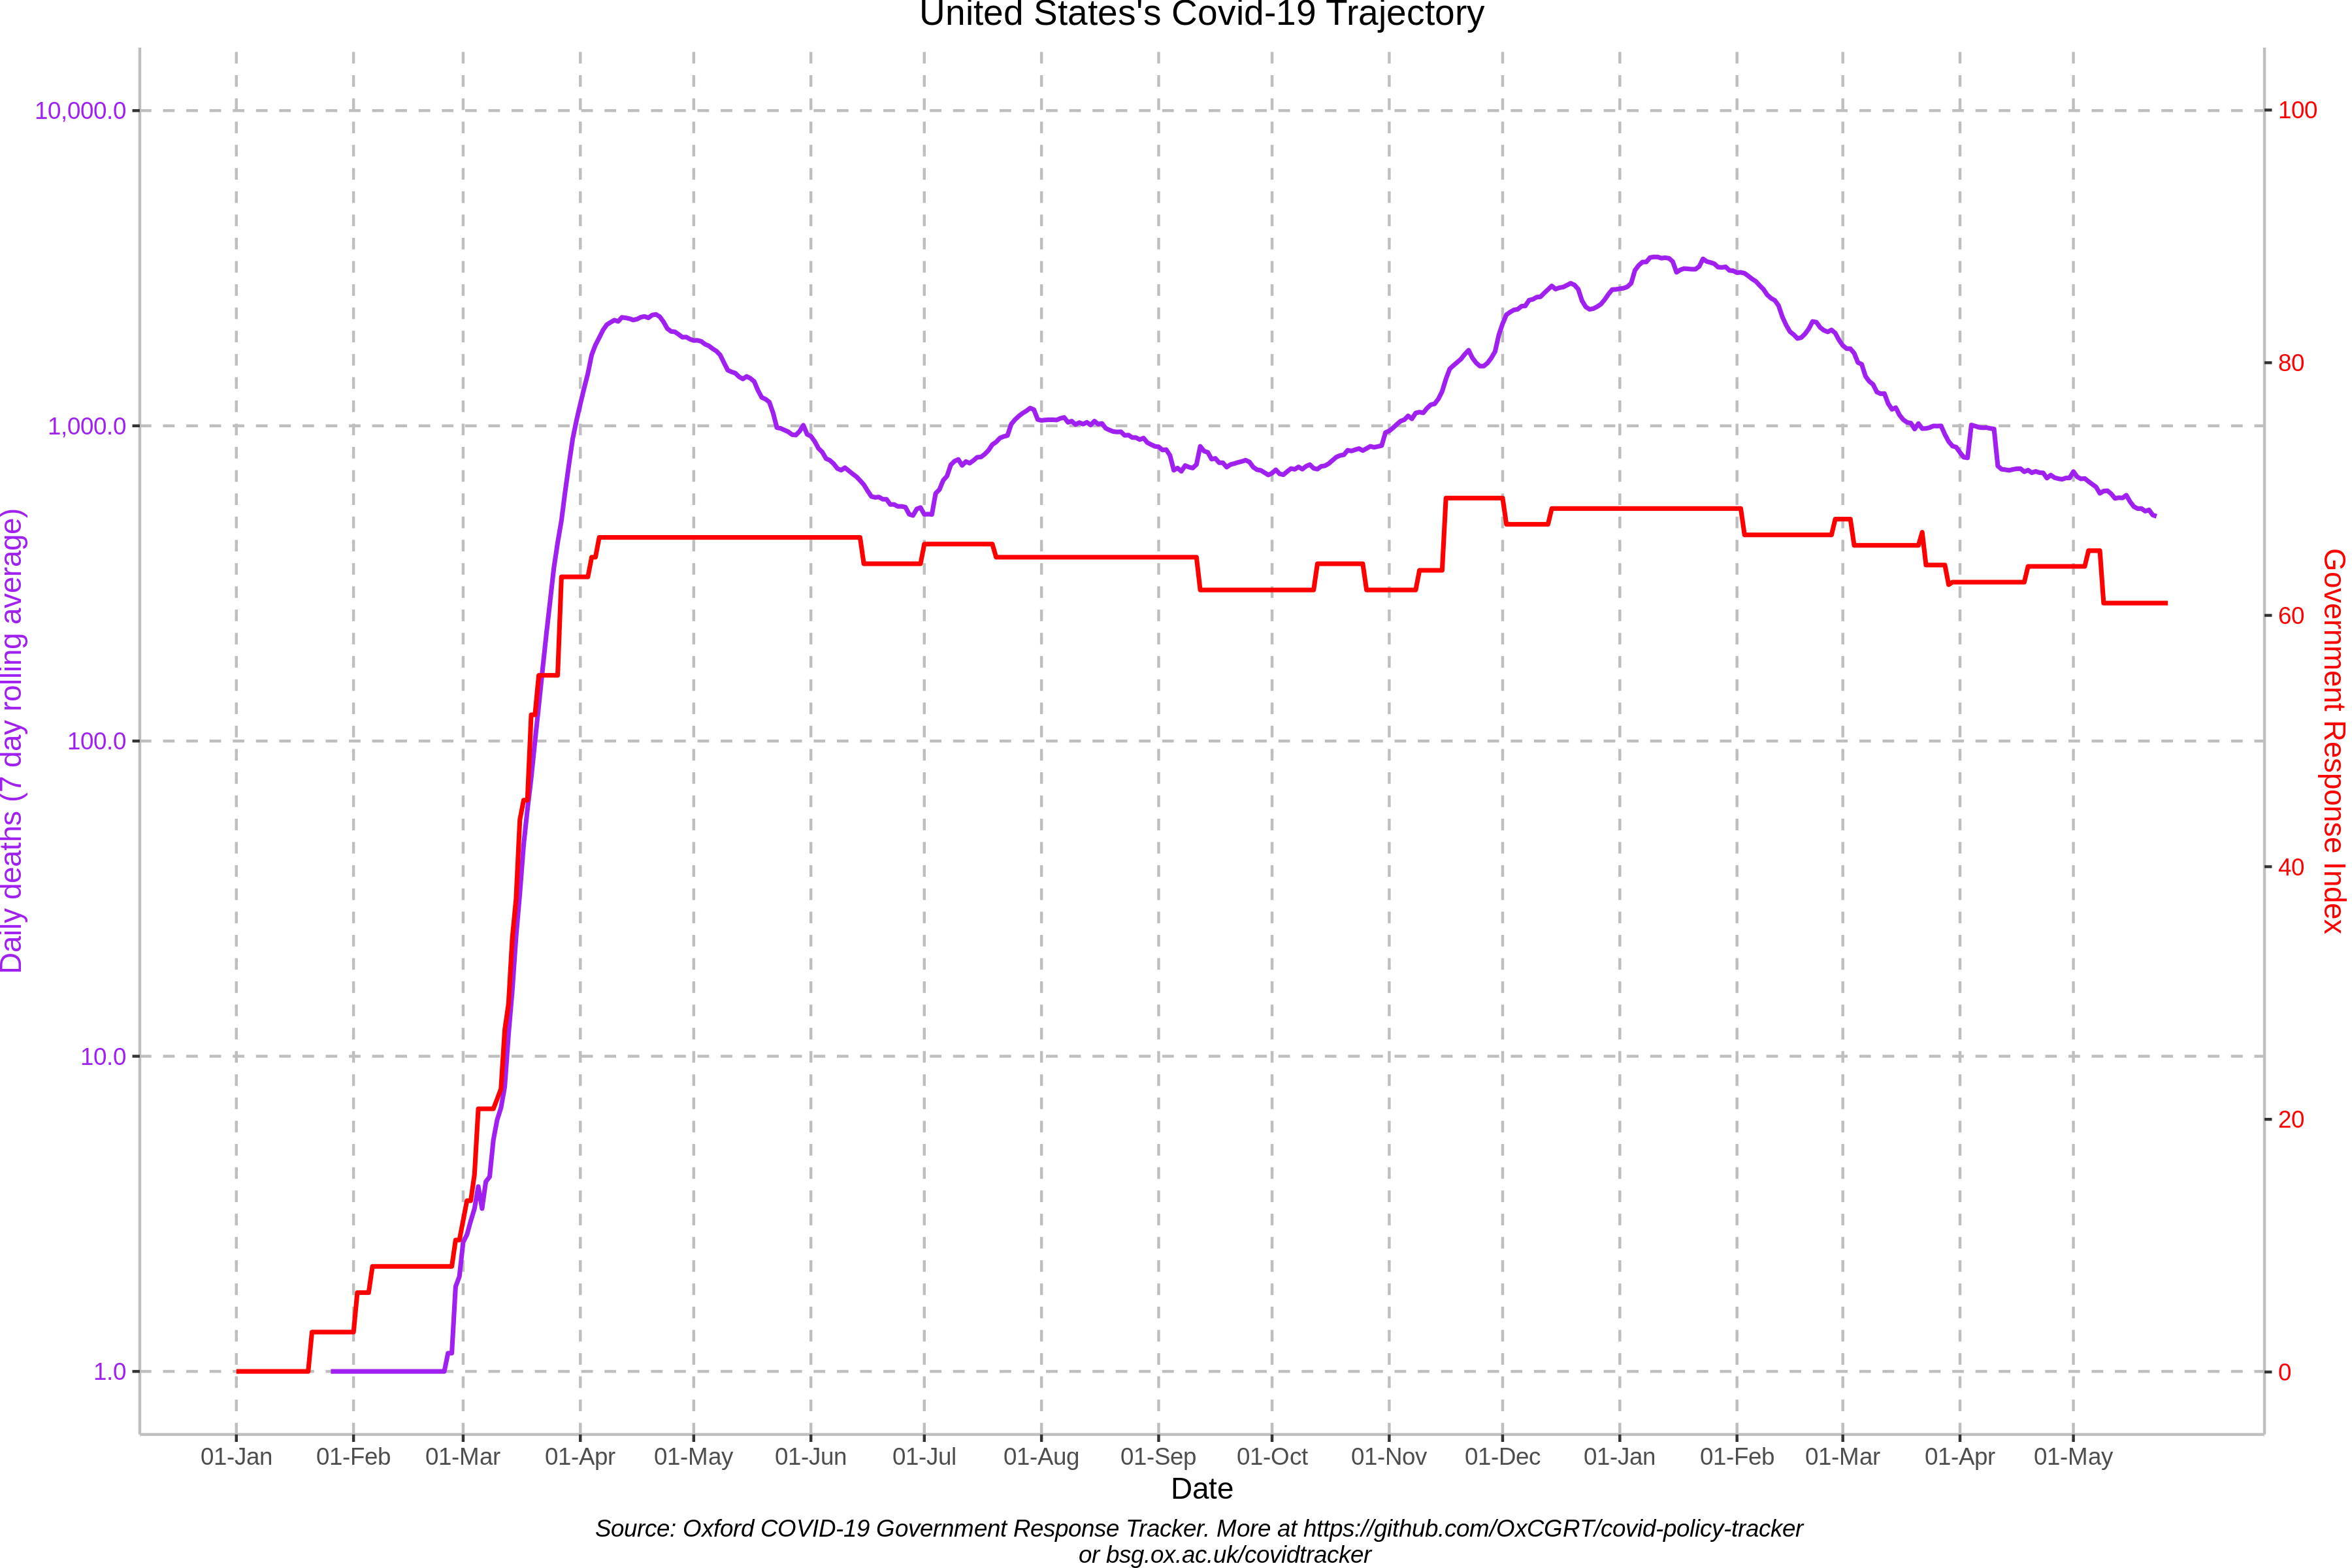 United States's Covid-19 Trajectory
10,000.0
1,000.0
100.0
10.0
1.0
Daily deaths (7 day rolling average)
100
80
60
40
20
0
Government Response Index
01-Jan 01-Feb 01-Mar 01-Apr 01-May 01-Jun 01-Jul 01-Aug 01-Sep 01-Oct 01-Nov 01-Dec 01-Jan 01-Feb 01-Mar 01-Apr 01-May
Date
Source: Oxford COVID-19 Government Response Tracker. More at https://github.com/OxCGRT/covid-policy-tracker
or bsg.ox.ac.uk/covidtracker